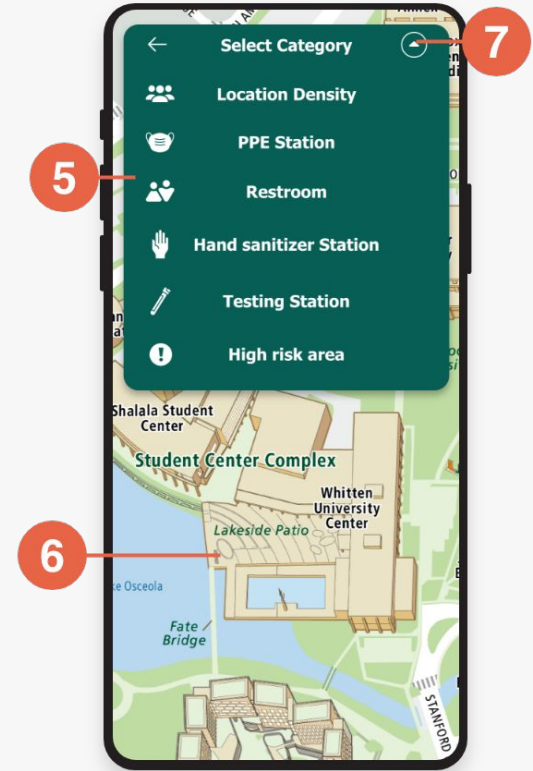 7
Select Category
Location Density
PPE Station
5
Restroom
Hand sanitizer Station
Testing Station
High risk area
Shalala Student
Center
Student Center Complex
Whitten
University
Center
Lakeside Patio
6
Osceola
Fate
Bridge
STANFORD